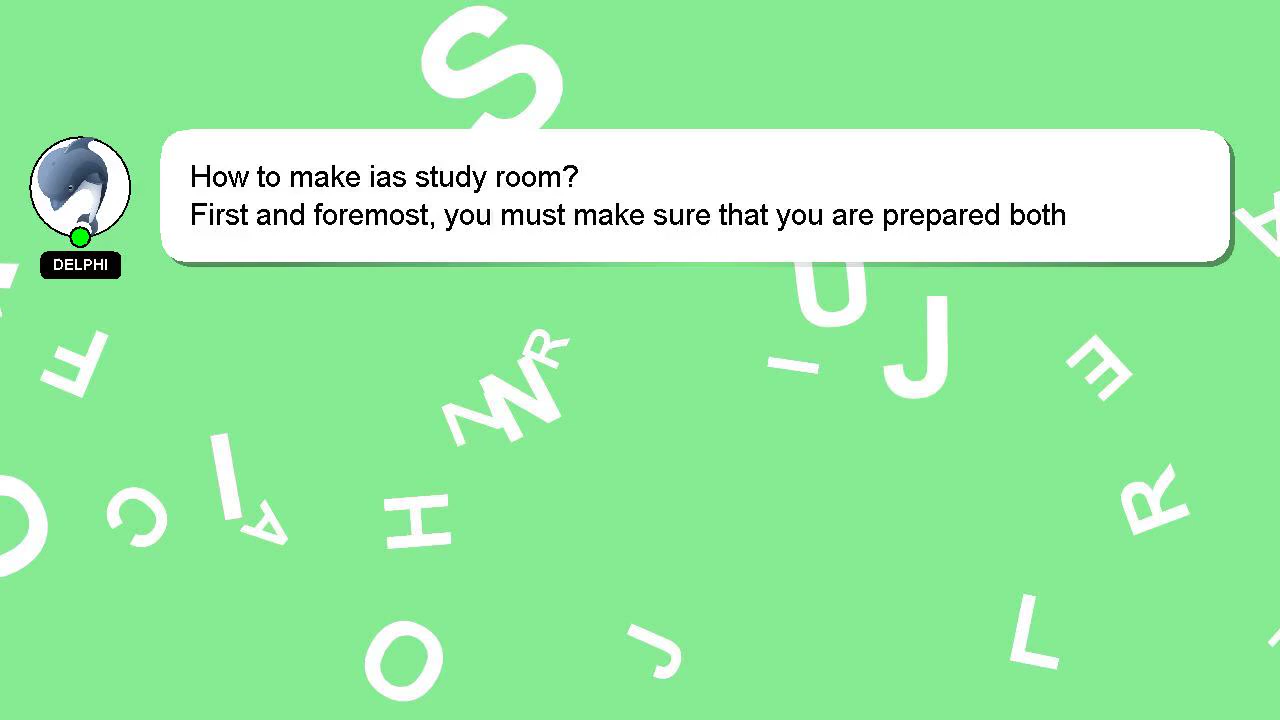 S
How to make ias study room?
First and foremost, you must make sure that you are prepared both
DELPHI
A
U
J
I
E
F
R
N
W
I
A
C
O
H
R
O
J
L